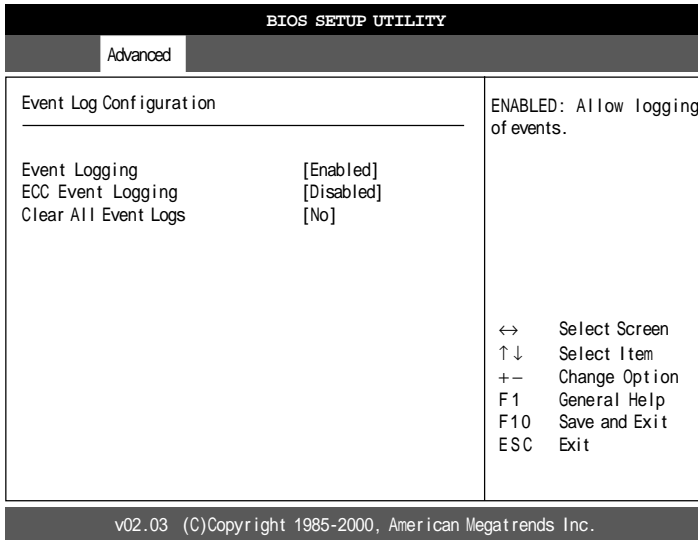 BIOS SETUP UTILITY
Advanced
Event Log Configuration
Event Logging [Enabled]
ECC Event Logging [Disabled]
Clear All Event Logs [No]
ENABLED: Allow logging
of events.
↔ Select Screen
↑↓ Select Item
+− Change Option
F1 General Help
F10 Save and Exit
ESC Exit
v02.03 (C)Copyright 1985-2000, American Megatrends Inc.